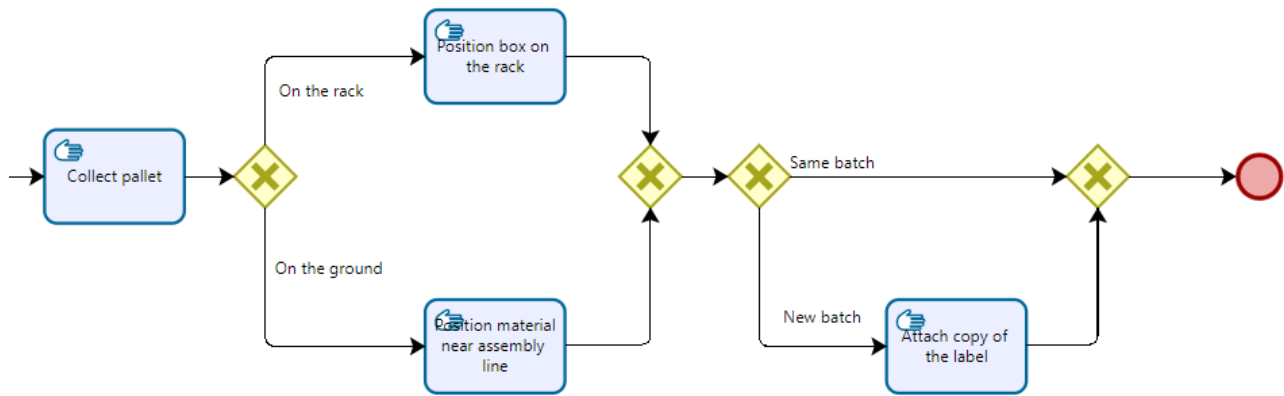 Position box on
the rack
On the rack
Collect pallet
Same batch
On the ground
Position material
near assembly
line
New batch
Attach copy of
the label